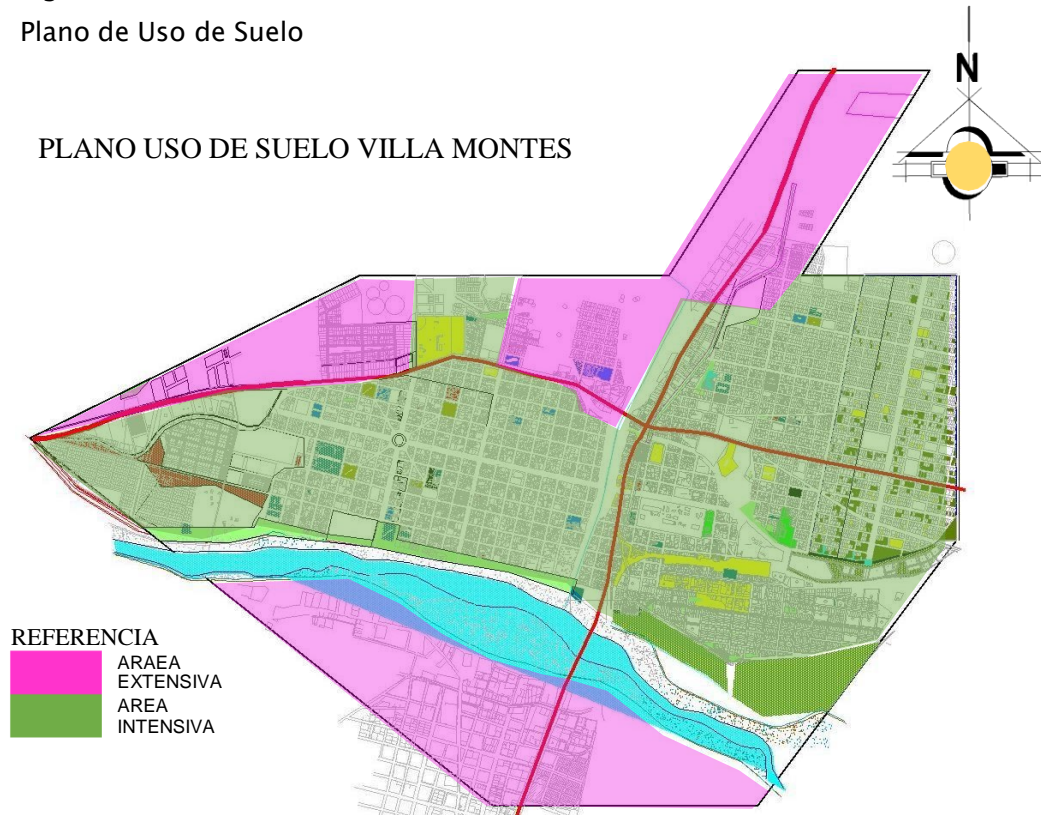 Plano de Uso de Suelo
N
PLANO USO DE SUELO VILLA MONTES
REFERENCIA
ARAEA
EXTENSIVA
AREA
INTENSIVA